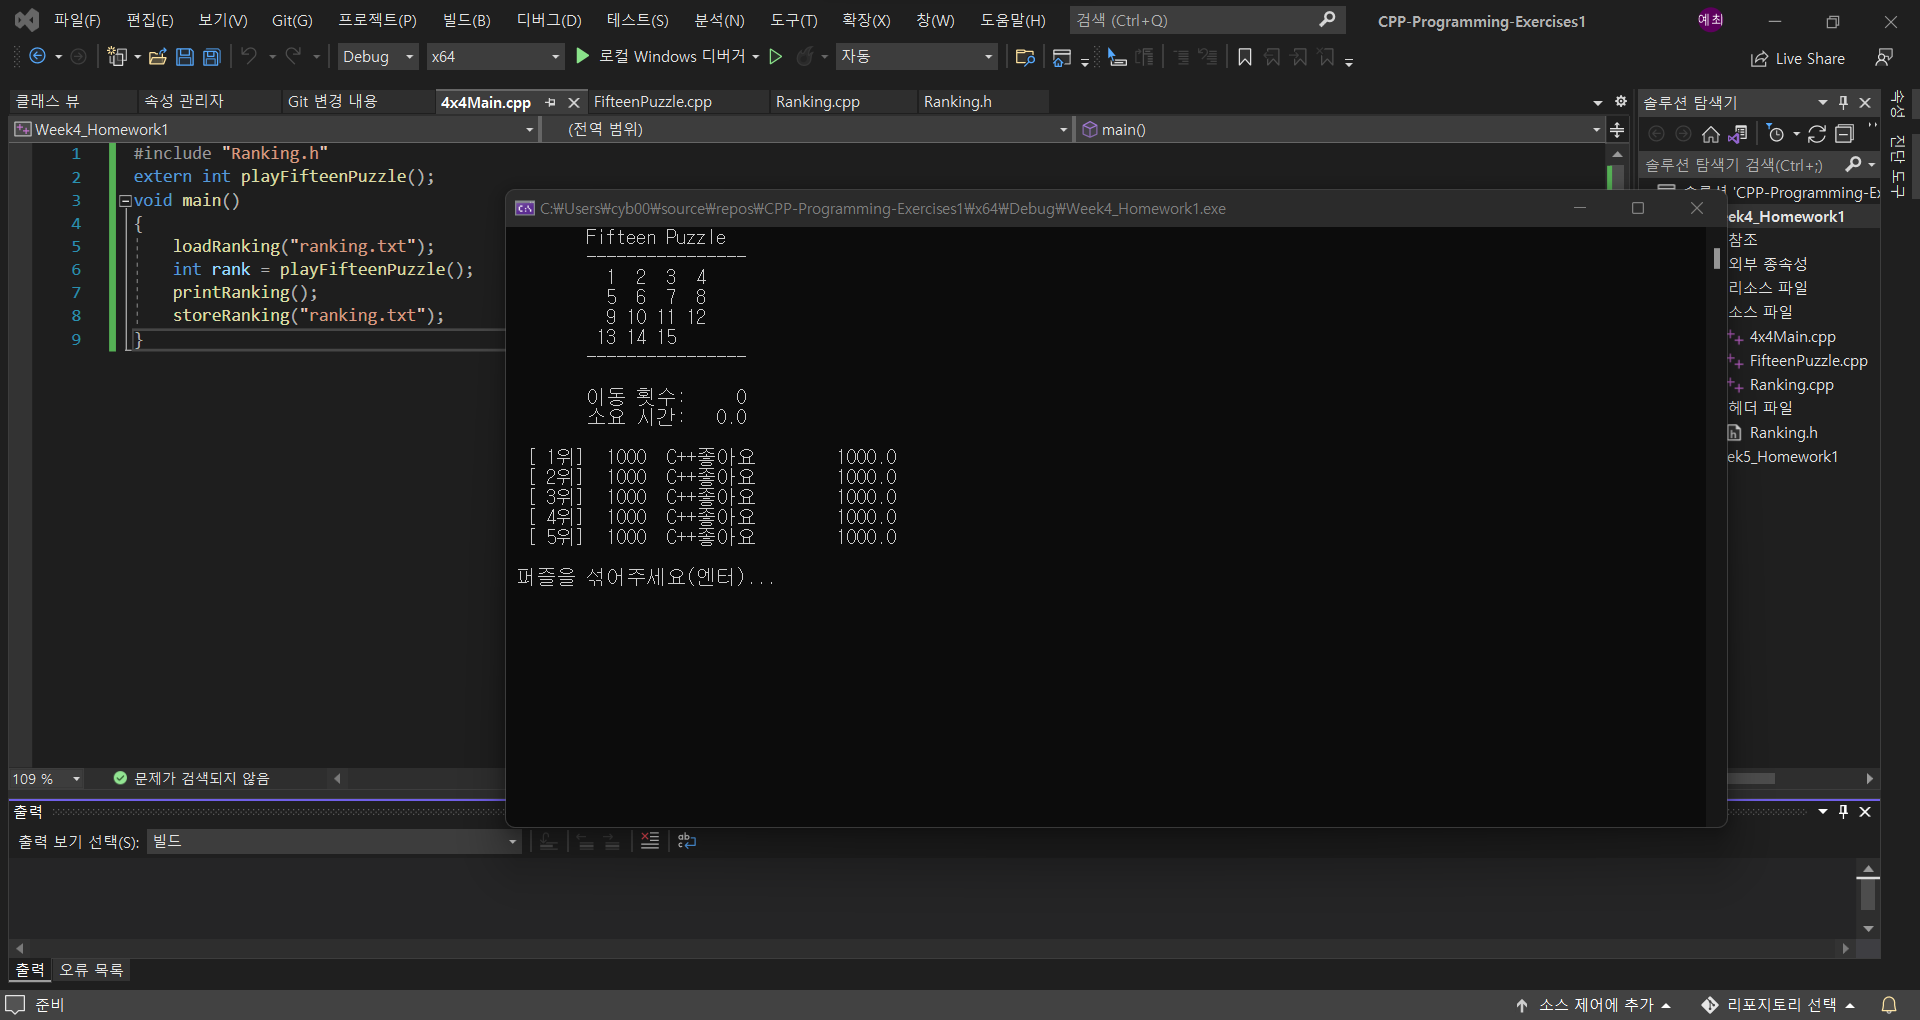 파일(F) 편집(E) 보기(V) Git(G) 프로젝트(P) 빌드(B) 디버그(D) 테스트(S) 분석(N) 도구(T) 확장(X) 창(W) 도움말(H) 검색 (Ctrl+Q) CPP-Programming-Exercises1 예최
Debug x64 로컬 Windows 디버거 자동 Live Share
클래스 뷰 속성 관리자 Git 변경 내용 4x4Main.cpp FifteenPuzzle.cpp Ranking.cpp Ranking.h
Week4_Homework1 (전역 범위) main()
1 #include "Ranking.h"
2 extern int playFifteenPuzzle();
3 void main()
4 {
5 loadRanking("ranking.txt");
6 int rank = playFifteenPuzzle();
7 printRanking();
8 storeRanking("ranking.txt");
9 }
C:₩Users₩cyb00₩source₩repos₩CPP-Programming-Exercises1₩x64₩Debug₩Week4_Homework1.exe
Fifteen Puzzle
----------------
1 2 3 4
5 6 7 8
9 10 11 12
13 14 15
----------------
이동 횟수: 0
소요 시간: 0.0
[ 1위] 1000 C++좋아요 1000.0
[ 2위] 1000 C++좋아요 1000.0
[ 3위] 1000 C++좋아요 1000.0
[ 4위] 1000 C++좋아요 1000.0
[ 5위] 1000 C++좋아요 1000.0
퍼즐을 섞어주세요(엔터)...
솔루션 탐색기
솔루션 탐색기 검색(Ctrl+;)
솔루션 'CPP-Programming-Ex
ek4_Homework1
참조
외부 종속성
리소스 파일
소스 파일
4x4Main.cpp
FifteenPuzzle.cpp
Ranking.cpp
헤더 파일
Ranking.h
ek5_Homework1
속성
진단 도구
109 % 문제가 검색되지 않음
출력
출력 보기 선택(S): 빌드
출력 오류 목록
준비 소스 제어에 추가 리포지토리 선택